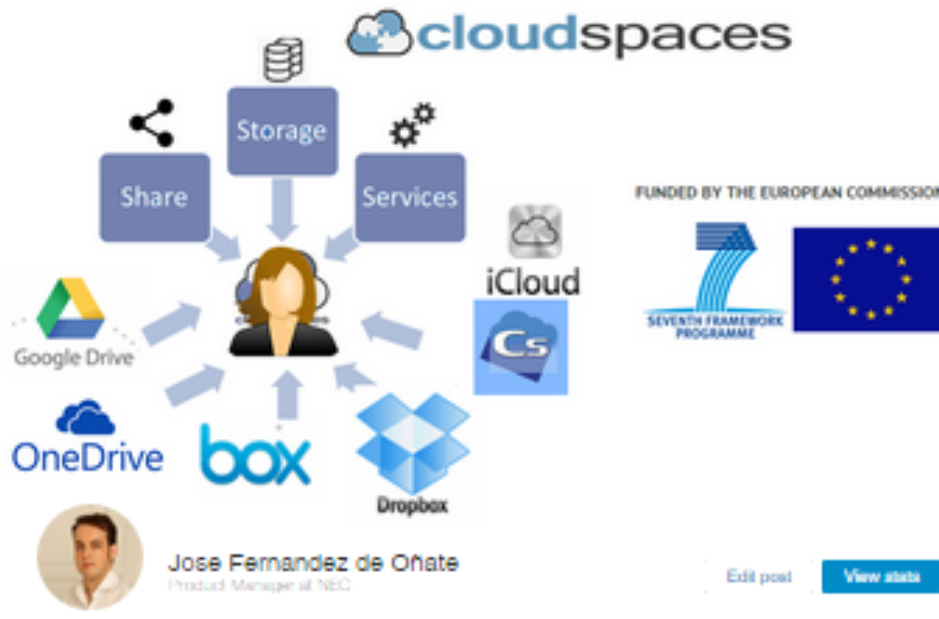 cloudspaces
Storage
Share
Services
FUNDED BY THE EUROPEAN COMMISSION
iCloud
SEVENTH FRAMEWORK
PROGRAMME
Cs
Google Drive
OneDrive
box
Dropbox
Jose Fernandez de Oñate
Product Manager at NEC
Edit post
View stats